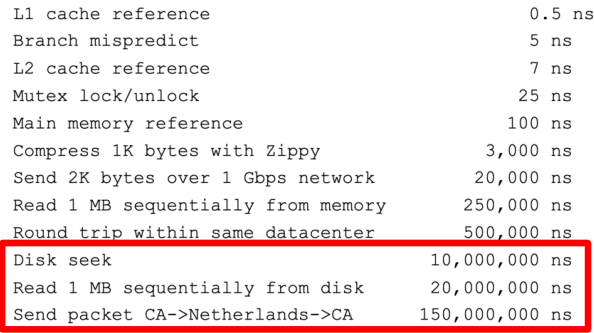 L1 cache reference 0.5 ns
Branch mispredict 5 ns
L2 cache reference 7 ns
Mutex lock/unlock 25 ns
Main memory reference 100 ns
Compress 1K bytes with Zippy 3,000 ns
Send 2K bytes over 1 Gbps network 20,000 ns
Read 1 MB sequentially from memory 250,000 ns
Round trip within same datacenter 500,000 ns
Disk seek 10,000,000 ns
Read 1 MB sequentially from disk 20,000,000 ns
Send packet CA->Netherlands->CA 150,000,000 ns